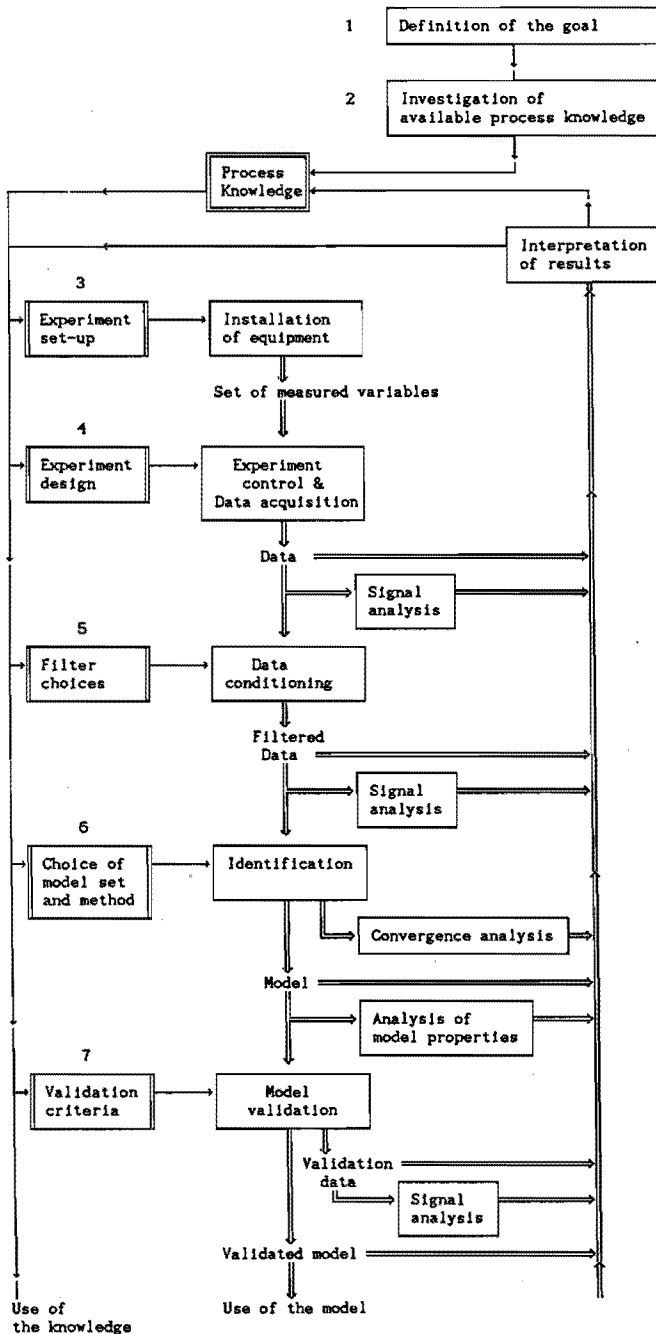 1
Definition of the goal
2
Investigation of
available process knowledge
Process
Knowledge
Interpretation
of results
3
Experiment
set-up
Installation
of equipment
Set of measured variables
4
Experiment
design
Experiment
control &
Data acquisition
Data
Signal
analysis
5
Filter
choices
Data
conditioning
Filtered
Data
Signal
analysis
6
Choice of
model set
and method
Identification
Convergence analysis
Model
Analysis of
model properties
7
Validation
criteria
Model
validation
Validation
data
Signal
analysis
Validated model
Use of
the knowledge
Use of the model